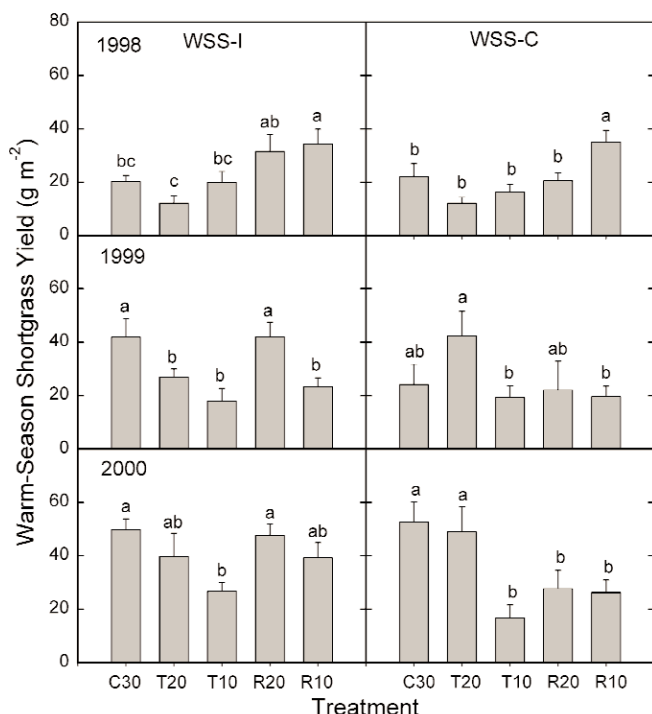 Warm-Season Shortgrass Yield (g m⁻²)
80
1998 WSS-I WSS-C
60
40
20
0
bc c bc ab a
b b b b a
1999
60
40
20
0
a b b a b
ab a b ab b
2000
60
40
20
0
a ab b a ab
a a b b b
C30 T20 T10 R20 R10 C30 T20 T10 R20 R10
Treatment